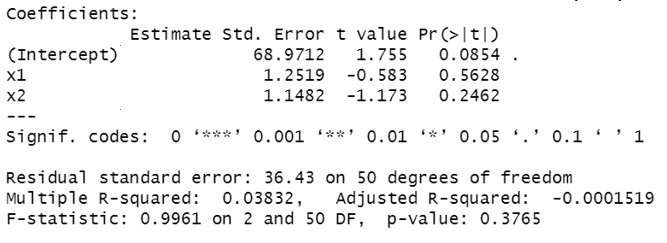 Coefficients:
Estimate Std. Error t value Pr(>|t|)
(Intercept) 68.9712 1.755 0.0854 .
x1 1.2519 -0.583 0.5628
x2 1.1482 -1.173 0.2462
---
Signif. codes: 0 ‘***’ 0.001 ‘**’ 0.01 ‘*’ 0.05 ‘.’ 0.1 ‘ ’ 1
Residual standard error: 36.43 on 50 degrees of freedom
Multiple R-squared: 0.03832, Adjusted R-squared: -0.0001519
F-statistic: 0.9961 on 2 and 50 DF, p-value: 0.3765